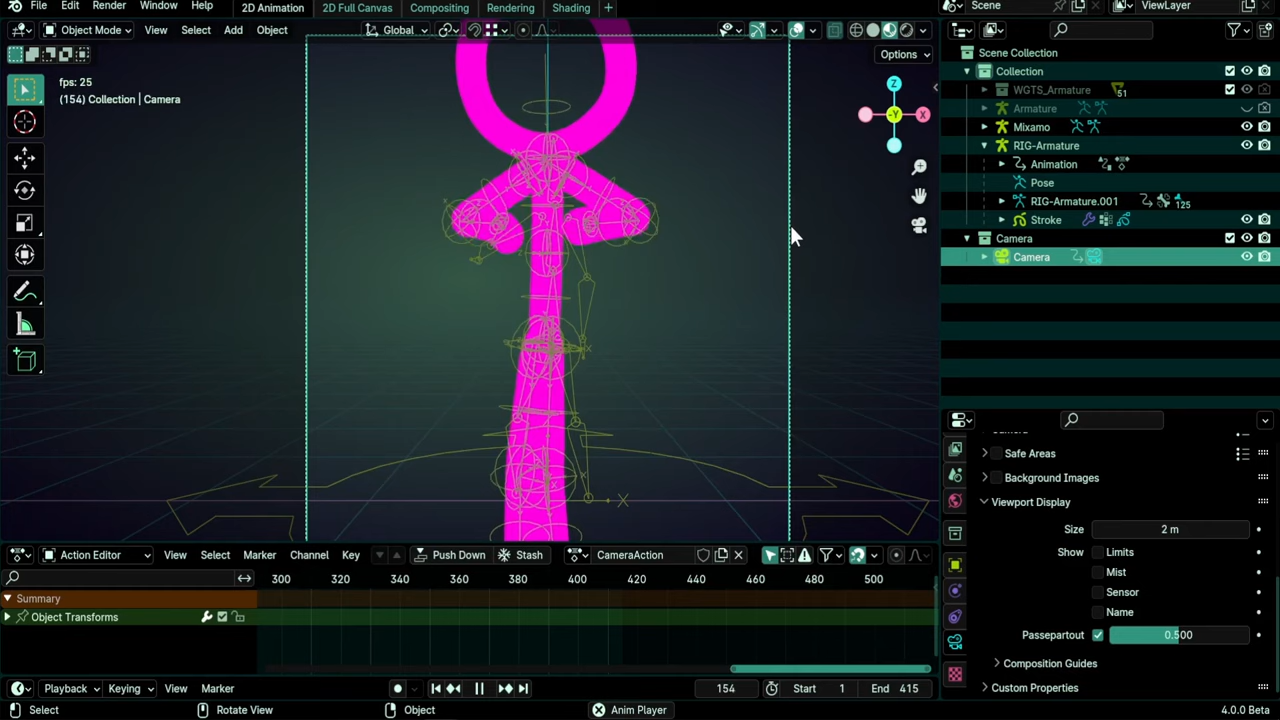 File Edit Render Window Help 2D Animation 2D Full Canvas Compositing Rendering Shading + Scene ViewLayer
Object Mode View Select Add Object Global
Options
fps: 25
(154) Collection | Camera
Z
-Y X
X
Scene Collection
Collection
WGTS_Armature 51
Armature
Mixamo
RIG-Armature
Animation
Pose
RIG-Armature.001 125
Stroke
Camera
Camera
Safe Areas
Background Images
Viewport Display
Size 2 m
Show Limits
Mist
Sensor
Name
Passepartout 0.500
Composition Guides
Custom Properties
Action Editor View Select Marker Channel Key Push Down Stash CameraAction
300 320 340 360 380 400 420 440 460 480 500
Summary
Object Transforms
Playback Keying View Marker 154 Start 1 End 415
Select Rotate View Object Anim Player 4.0.0 Beta